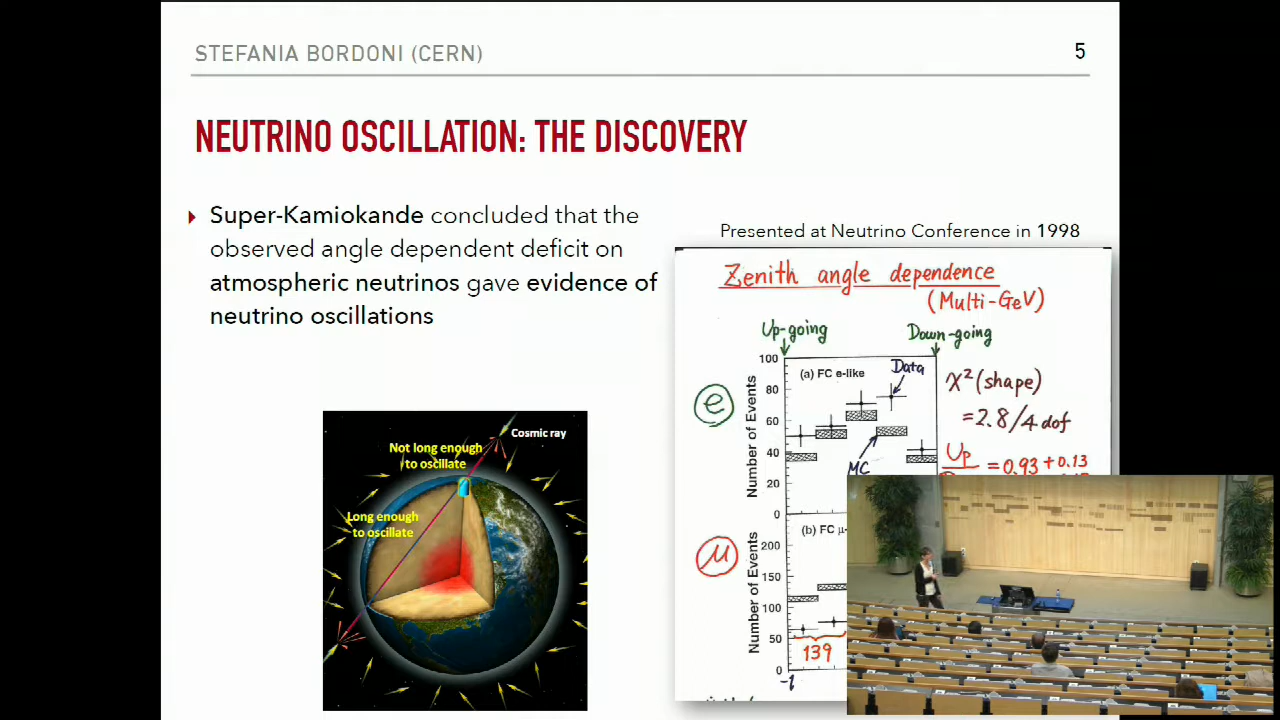 STEFANIA BORDONI (CERN)
5
NEUTRINO OSCILLATION: THE DISCOVERY
Super-Kamiokande concluded that the
observed angle dependent deficit on
atmospheric neutrinos gave evidence of
neutrino oscillations
Presented at Neutrino Conference in 1998
Zenith angle dependence
(Multi-GeV)
Up-going
Down-going
e
Number of Events
100
80
60
40
20
0
(a) FC e-like
Data
MC
χ²(shape)
=2.8/4 dof
Up
= 0.93 +0.13
μ
Number of Events
200
150
100
50
0
(b) FC μ-
139
-1
Cosmic ray
Not long enough
to oscillate
Long enough
to oscillate